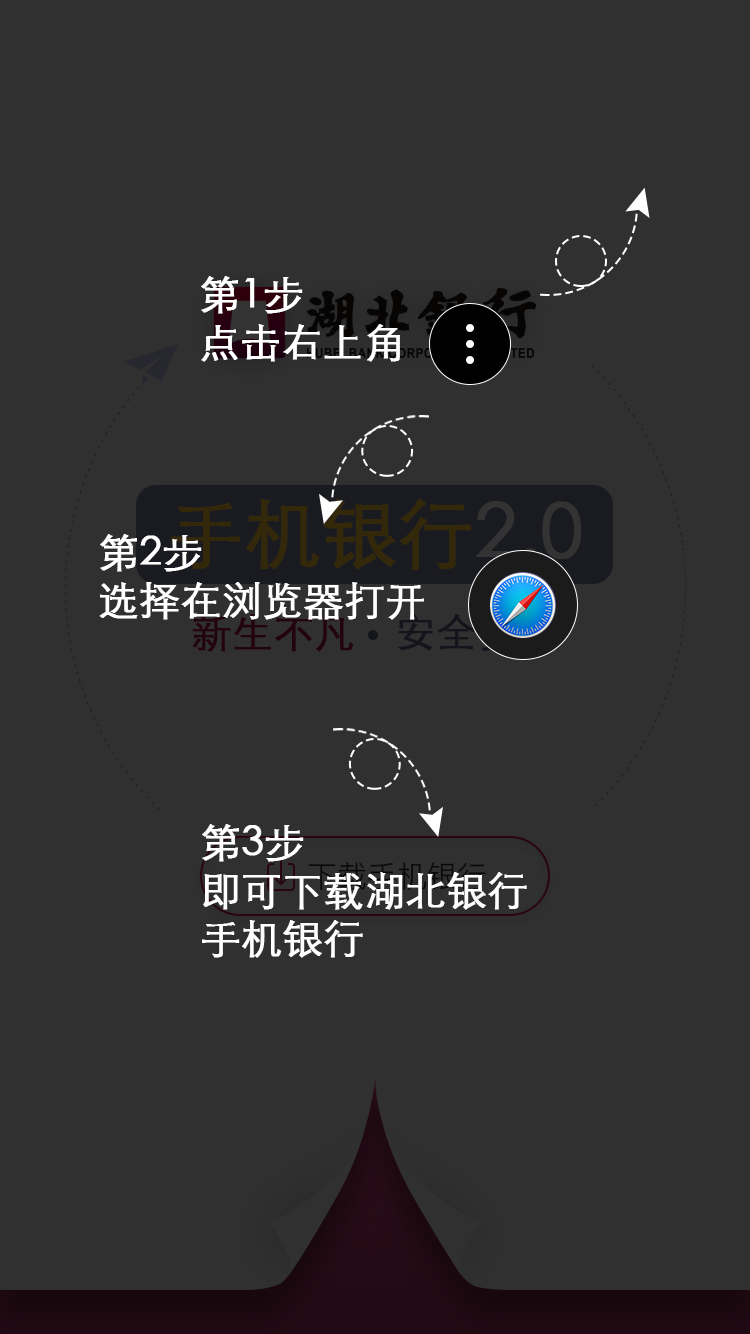 第1步
点击右上角
湖北银行
第2步
选择在浏览器打开
手机银行2.0
新生不凡·安全
第3步
即可下载湖北银行
手机银行
下载手机银行